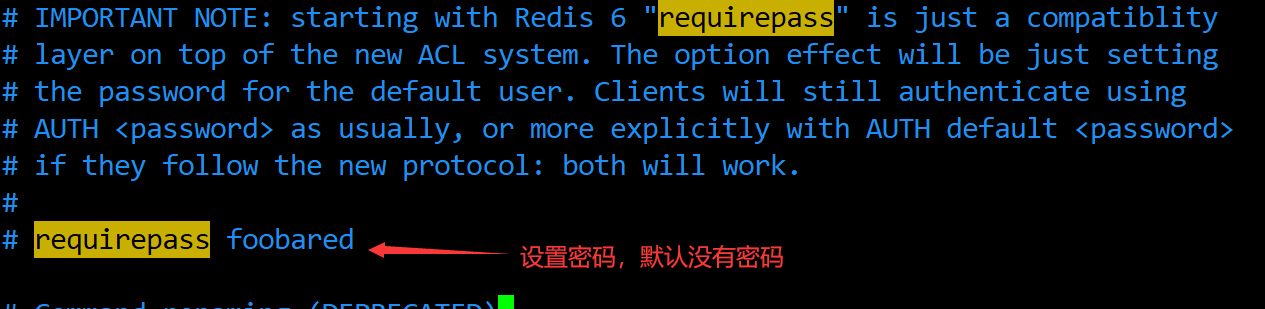 # IMPORTANT NOTE: starting with Redis 6 "requirepass" is just a compatiblity
# layer on top of the new ACL system. The option effect will be just setting
# the password for the default user. Clients will still authenticate using
# AUTH <password> as usually, or more explicitly with AUTH default <password>
# if they follow the new protocol: both will work.
#
# requirepass foobared
设置密码，默认没有密码
# Command renaming (DEPRECATED)